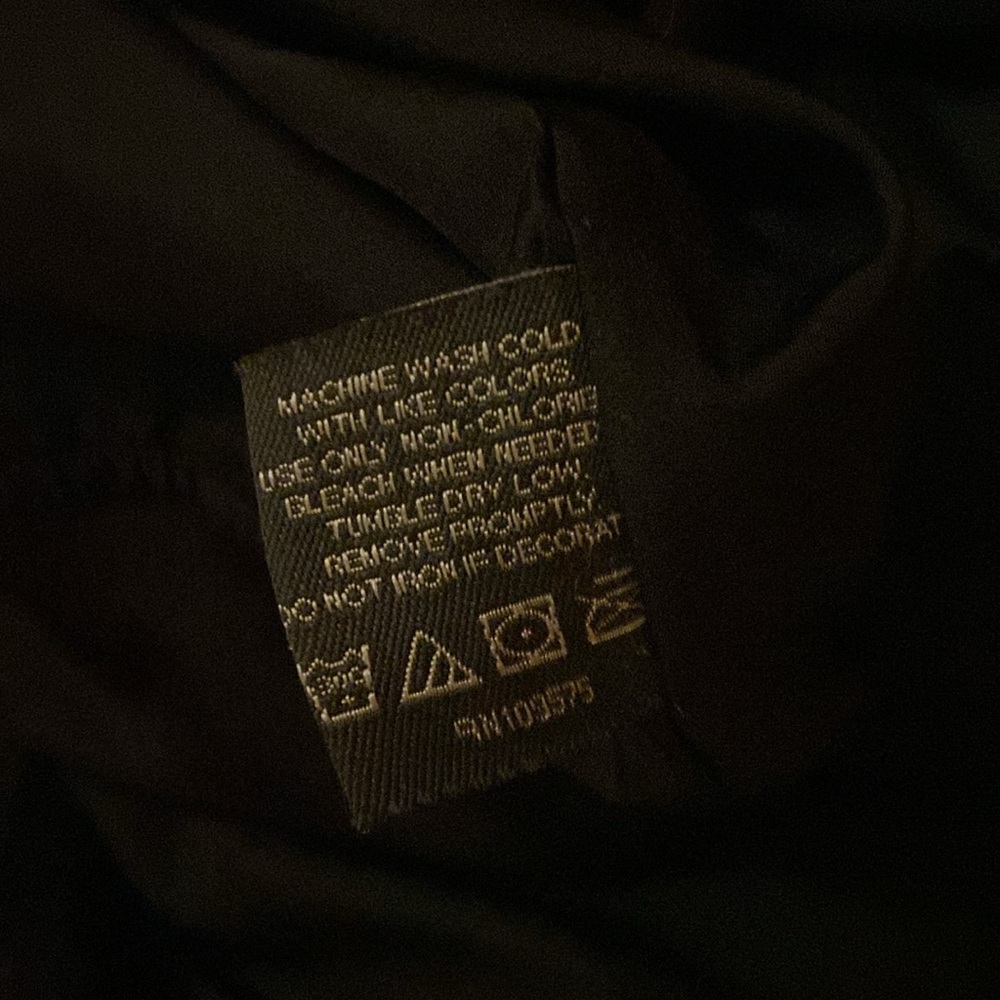 MACHINE WASH COLD
WITH LIKE COLORS
USE ONLY NON-CHLORIE
BLEACH WHEN NEEDED
TUMBLE DRY LOW
REMOVE PROMPTLY
DO NOT IRON IF DECORAT
RN103575